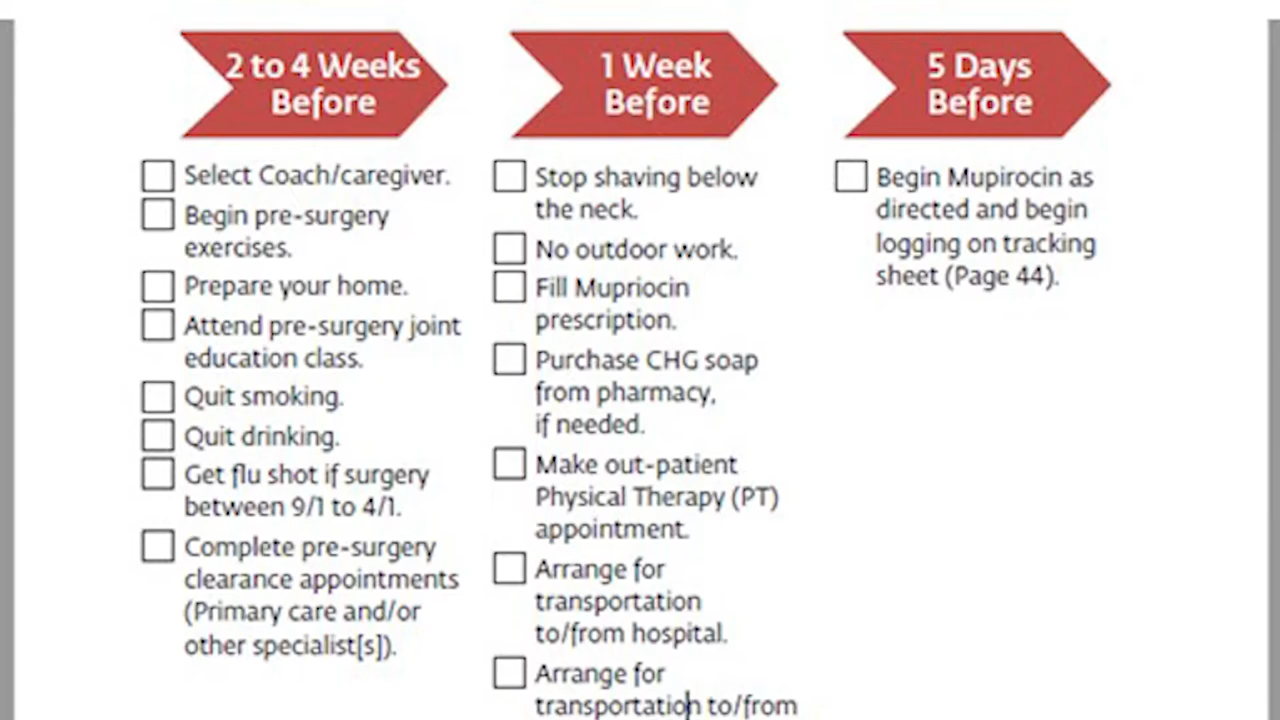 2 to 4 Weeks
Before
Select Coach/caregiver.
Begin pre-surgery
exercises.
Prepare your home.
Attend pre-surgery joint
education class.
Quit smoking.
Quit drinking.
Get flu shot if surgery
between 9/1 to 4/1.
Complete pre-surgery
clearance appointments
(Primary care and/or
other specialist[s]).
1 Week
Before
Stop shaving below
the neck.
No outdoor work.
Fill Mupriocin
prescription.
Purchase CHG soap
from pharmacy,
if needed.
Make out-patient
Physical Therapy (PT)
appointment.
Arrange for
transportation
to/from hospital.
Arrange for
transportation to/from
5 Days
Before
Begin Mupirocin as
directed and begin
logging on tracking
sheet (Page 44).